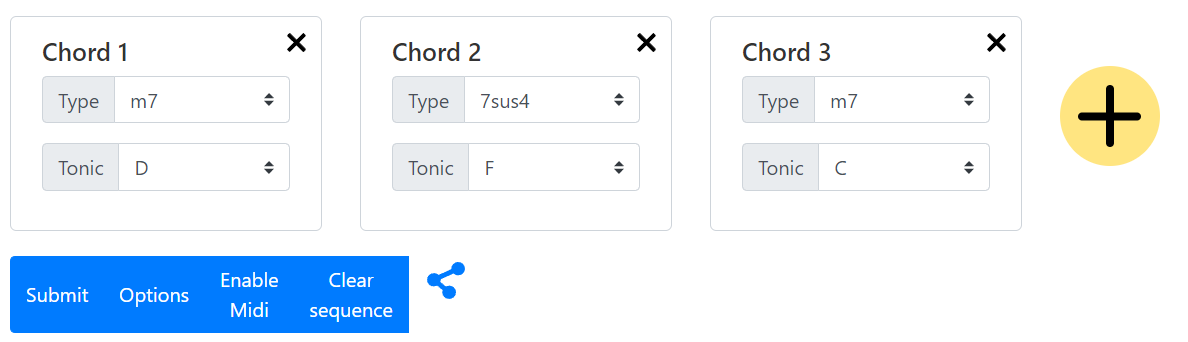 Chord 1
Type m7
Tonic D
Chord 2
Type 7sus4
Tonic F
Chord 3
Type m7
Tonic C
Submit
Options
Enable
Midi
Clear
sequence